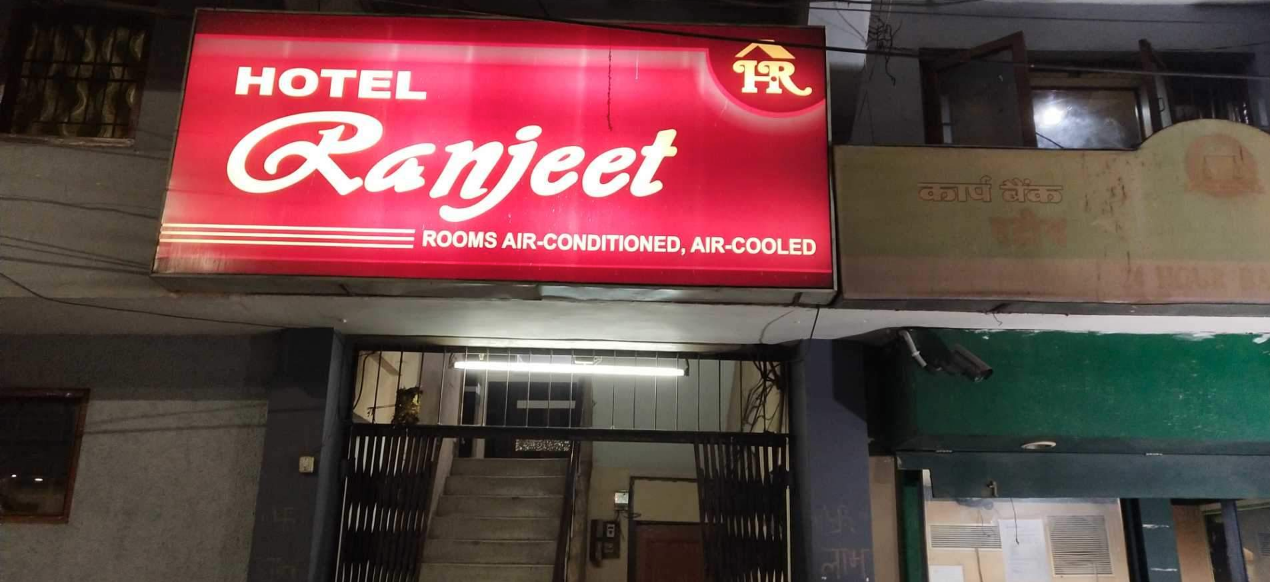 HOTEL
HR
Ranjeet
ROOMS AIR-CONDITIONED, AIR-COOLED
कार्प बैंक